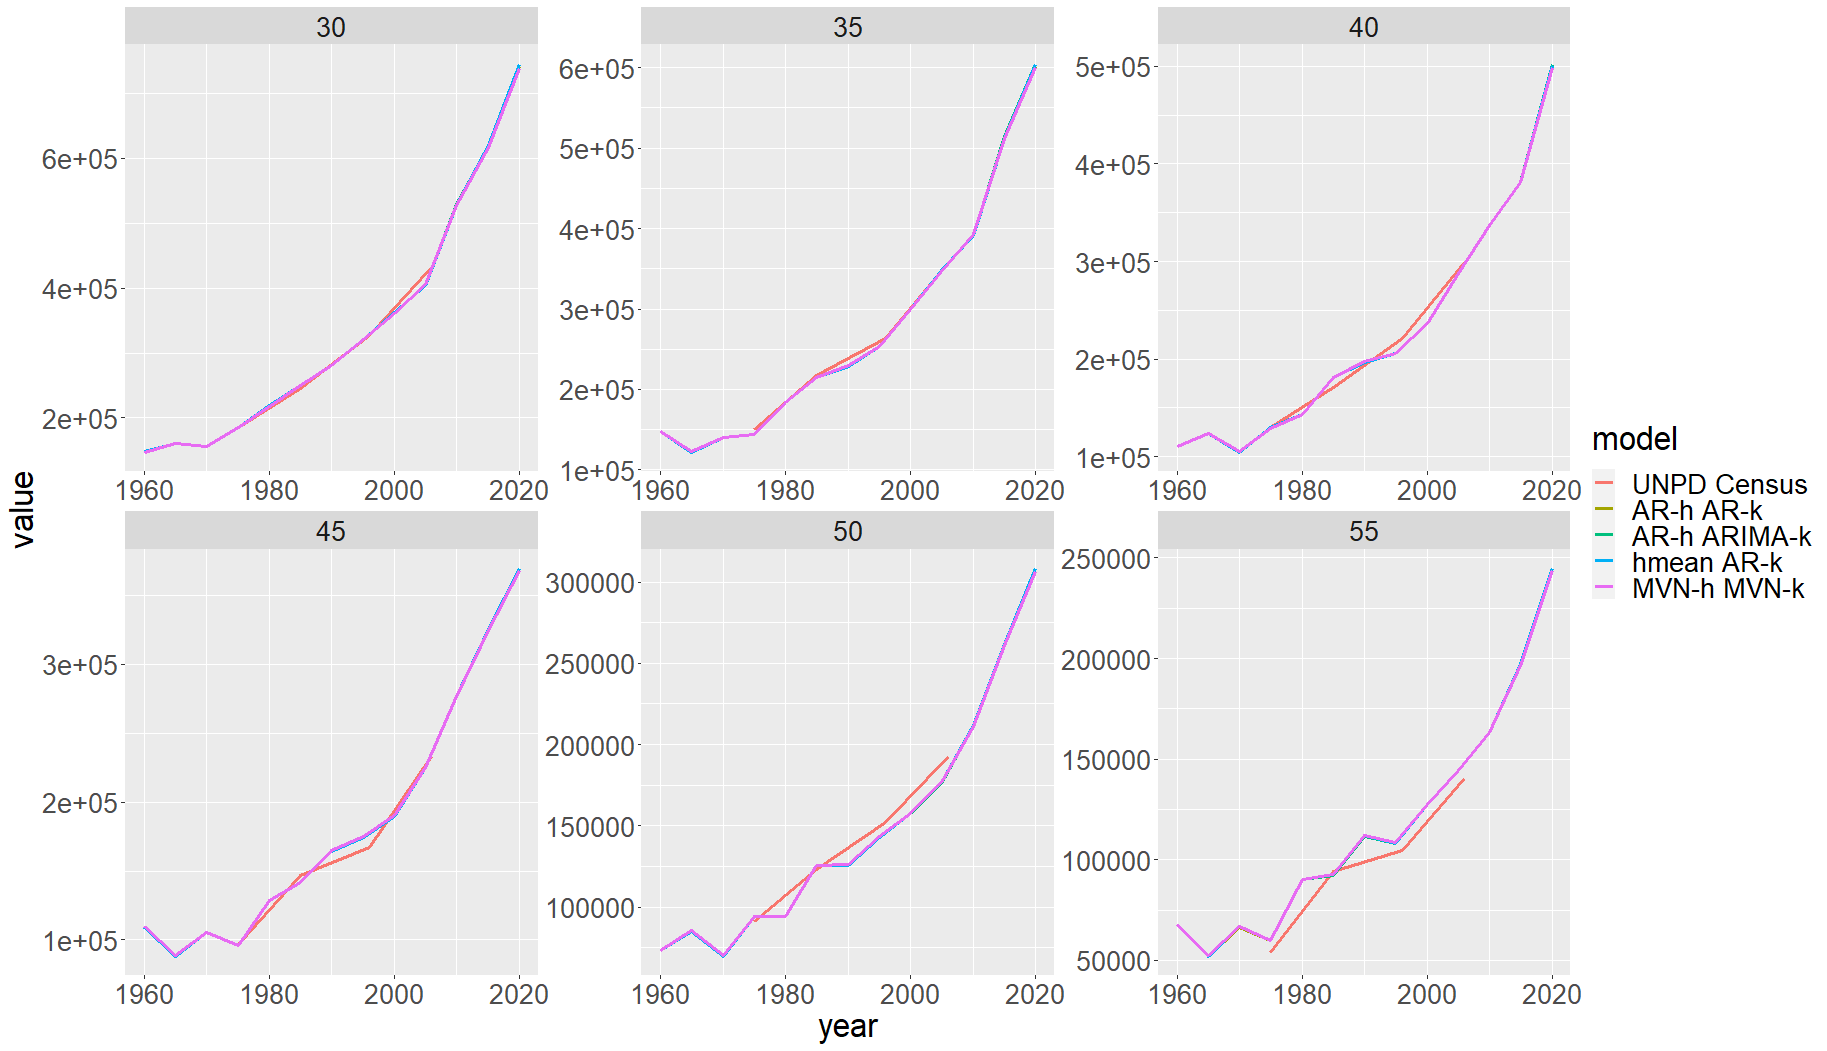 30
35
40
6e+05
4e+05
2e+05
6e+05
5e+05
4e+05
3e+05
2e+05
1e+05
5e+05
4e+05
3e+05
2e+05
1e+05
1960 1980 2000 2020
1960 1980 2000 2020
1960 1980 2000 2020
value
45
50
55
3e+05
2e+05
1e+05
300000
250000
200000
150000
100000
250000
200000
150000
100000
50000
1960 1980 2000 2020
1960 1980 2000 2020
1960 1980 2000 2020
year
model
UNPD Census
AR-h AR-k
AR-h ARIMA-k
hmean AR-k
MVN-h MVN-k